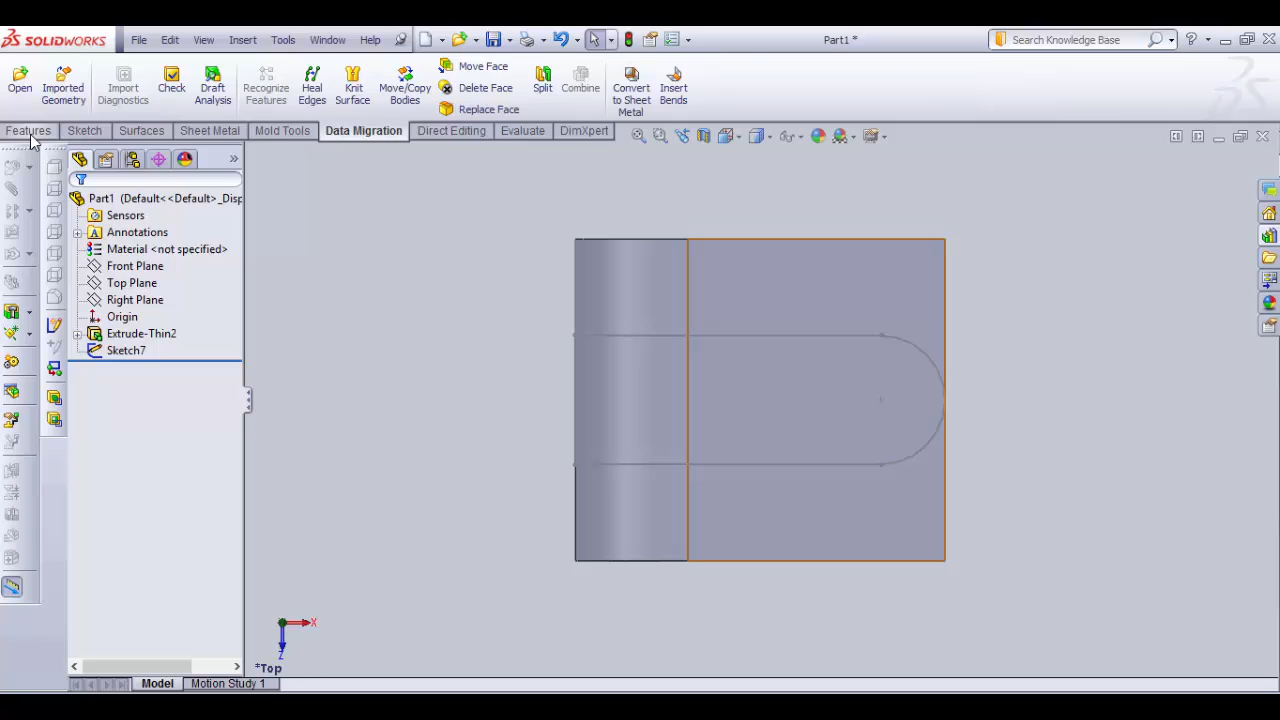 SOLIDWORKS File Edit View Insert Tools Window Help Part1 * Search Knowledge Base
Open Imported Geometry Import Diagnostics Check Draft Analysis Recognize Features Heal Edges Knit Surface Move/Copy Bodies Move Face Delete Face Replace Face Split Combine Convert to Sheet Metal Insert Bends
Features Sketch Surfaces Sheet Metal Mold Tools Data Migration Direct Editing Evaluate DimXpert
Part1 (Default<<Default>_Disp
Sensors
Annotations
Material <not specified>
Front Plane
Top Plane
Right Plane
Origin
Extrude-Thin2
Sketch7
X
Z
*Top
Model Motion Study 1